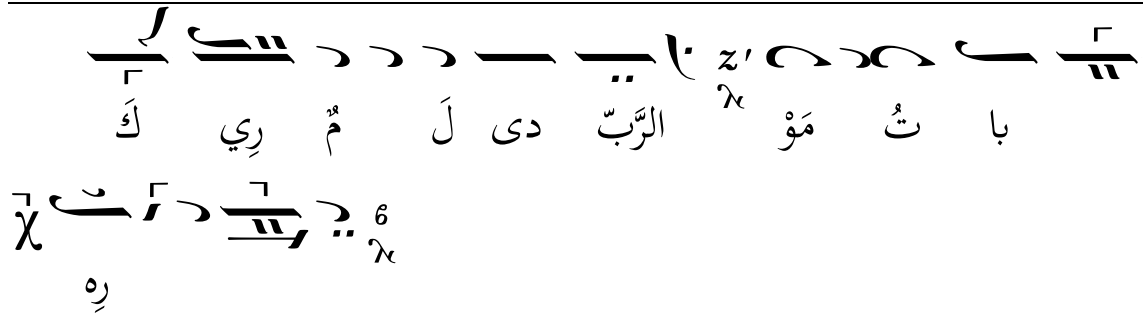 كَ رِي مٌ لَ دى الرَّبّ مَوْ تُ با
رِه